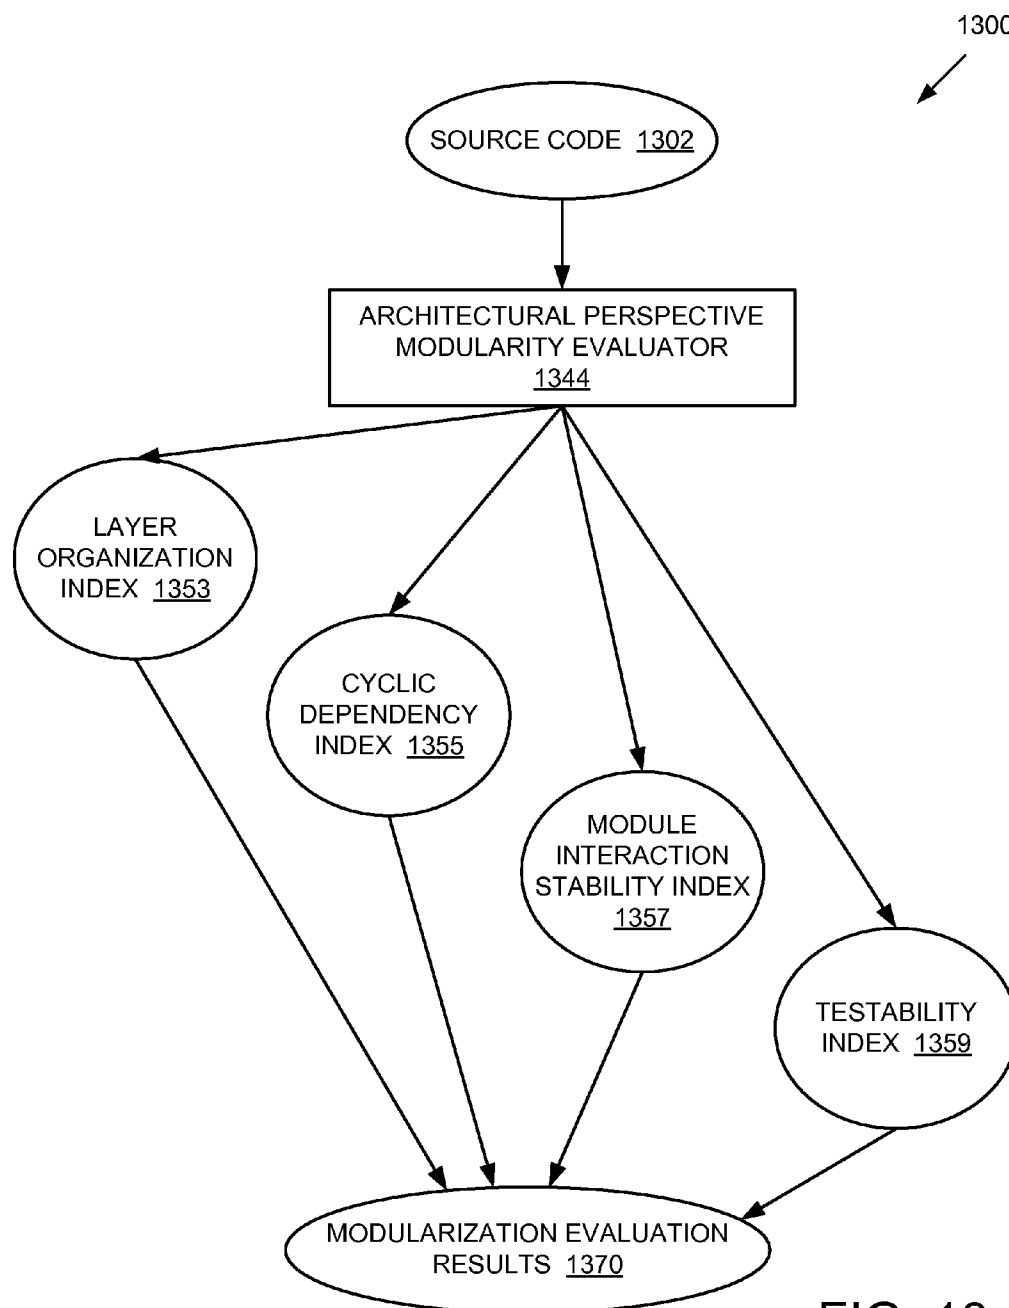 1300
SOURCE CODE 1302
ARCHITECTURAL PERSPECTIVE
MODULARITY EVALUATOR
1344
LAYER
ORGANIZATION
INDEX 1353
CYCLIC
DEPENDENCY
INDEX 1355
MODULE
INTERACTION
STABILITY INDEX
1357
TESTABILITY
INDEX 1359
MODULARIZATION EVALUATION
RESULTS 1370
FIG.